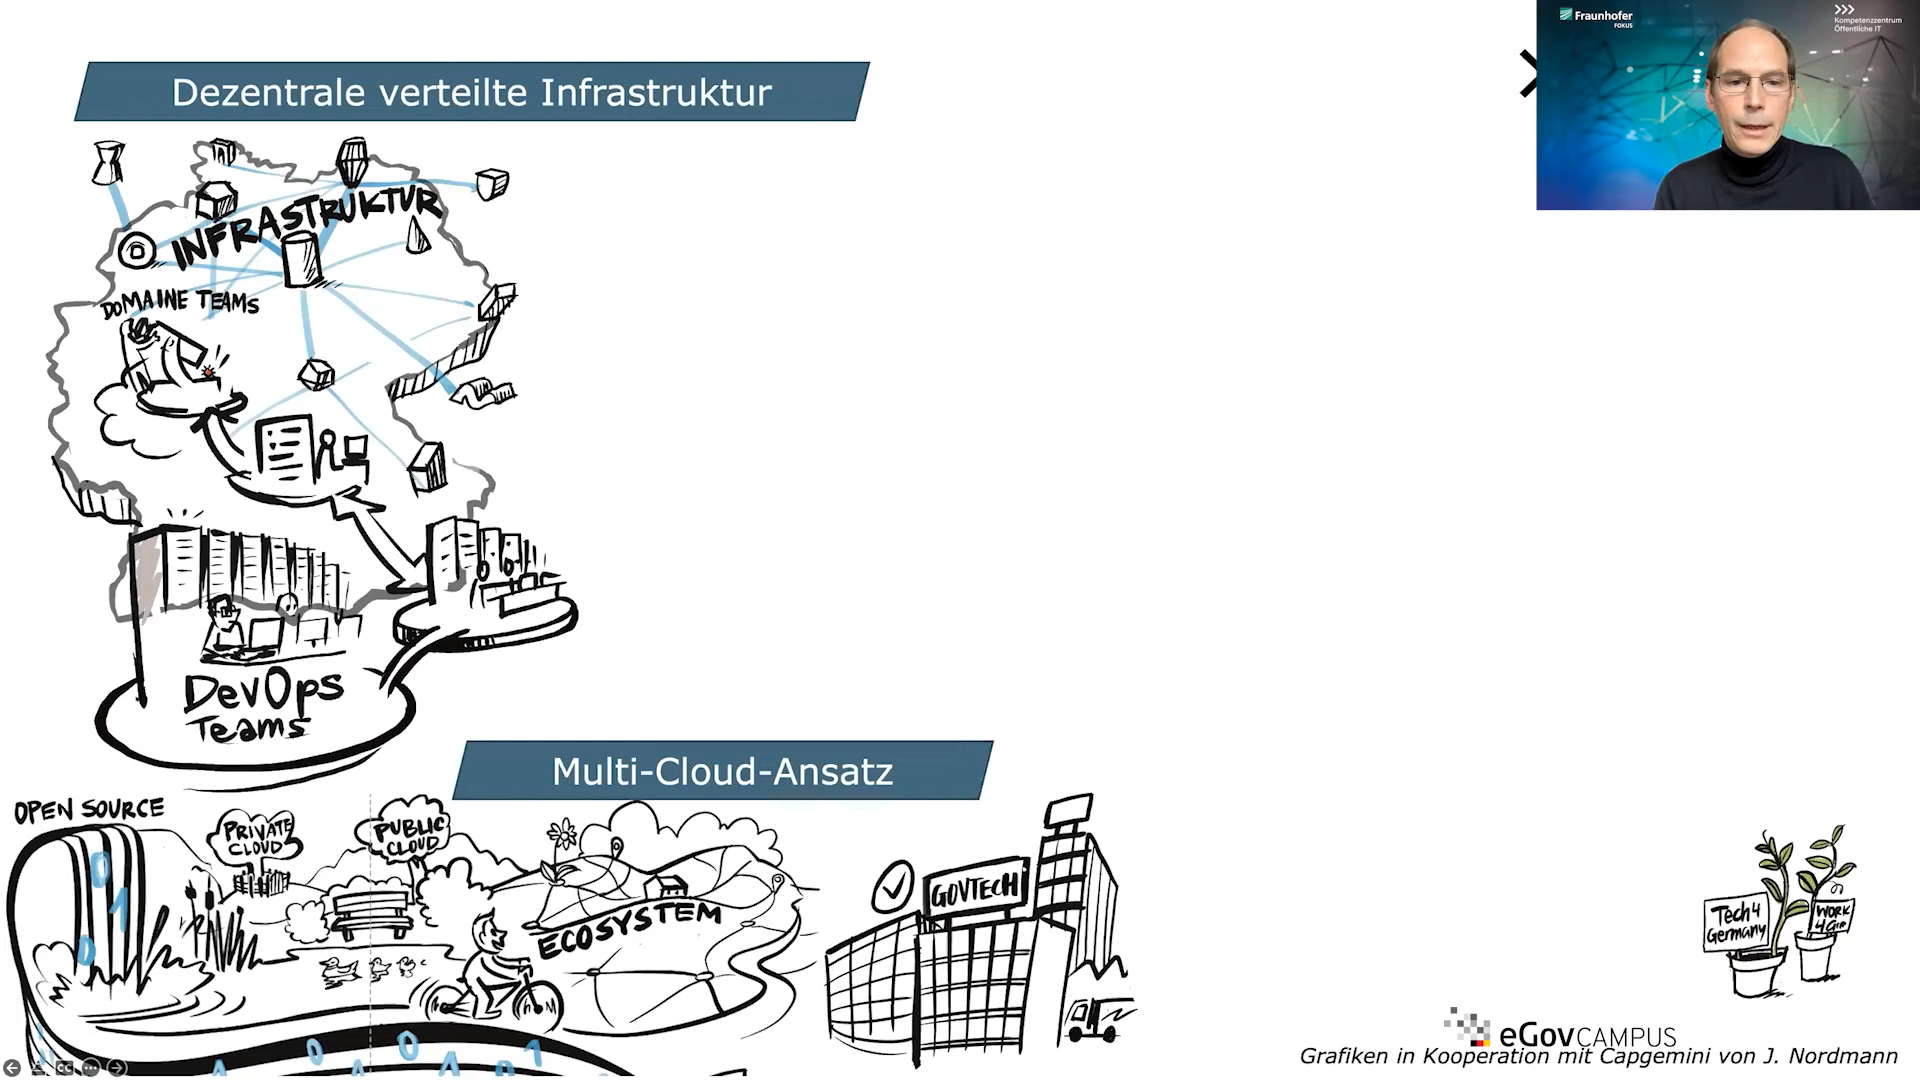 Fraunhofer
FOKUS
Kompetenzzentrum
Öffentliche IT
Dezentrale verteilte Infrastruktur
INFRASTRUKTUR
DOMAINE TEAMS
DevOps
Teams
Multi-Cloud-Ansatz
OPEN SOURCE
PRIVATE
CLOUD
PUBLIC
CLOUD
ECOSYSTEM
GOVTECH
Tech4
Germany
WORK
eGovCAMPUS
Grafiken in Kooperation mit Capgemini von J. Nordmann